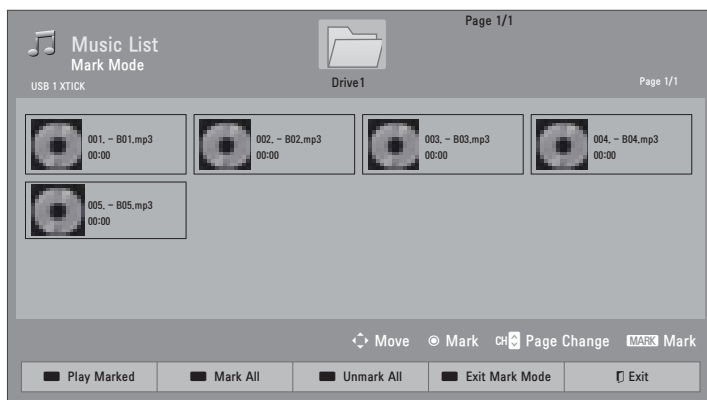 Page 1/1
Music List
Mark Mode
USB 1 XTICK
Drive1
Page 1/1
001. - B01.mp3
00:00
002. - B02.mp3
00:00
003. - B03.mp3
00:00
004. - B04.mp3
00:00
005. - B05.mp3
00:00
Move Mark CH Page Change MARK Mark
Play Marked Mark All Unmark All Exit Mark Mode Exit